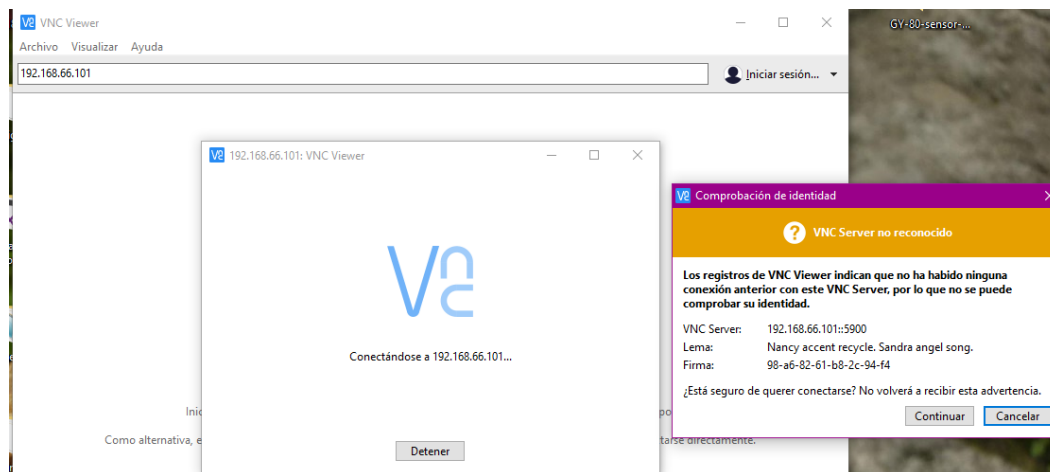 VNC Viewer
GY-80-sensor-...
Archivo Visualizar Ayuda
192.168.66.101
Iniciar sesión...
192.168.66.101: VNC Viewer
Comprobación de identidad
VNC Server no reconocido
Los registros de VNC Viewer indican que no ha habido ninguna
conexión anterior con este VNC Server, por lo que no se puede
comprobar su identidad.
VNC Server: 192.168.66.101::5900
Lema: Nancy accent recycle. Sandra angel song.
Firma: 98-a6-82-61-b8-2c-94-f4
¿Está seguro de querer conectarse? No volverá a recibir esta advertencia.
Continuar Cancelar
Conectándose a 192.168.66.101...
Detener
Como alternativa, e
directamente.